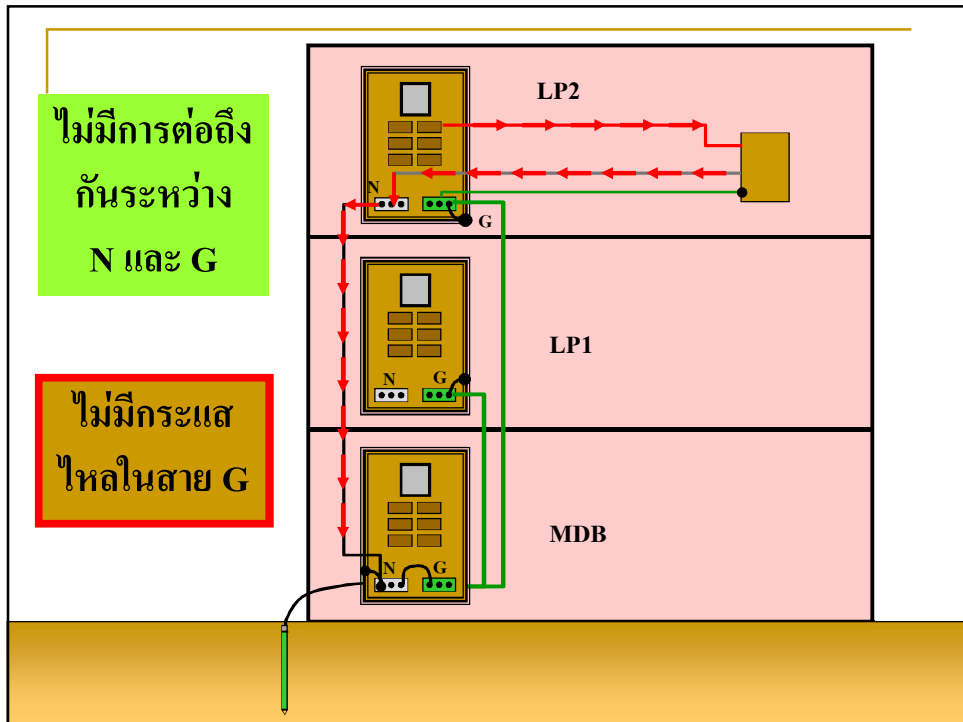 ไม่มีการต่อถึง
กันระหว่าง
N และ G
ไม่มีกระแส
ไหลในสาย G
LP2
N
G
LP1
N G
MDB
N G